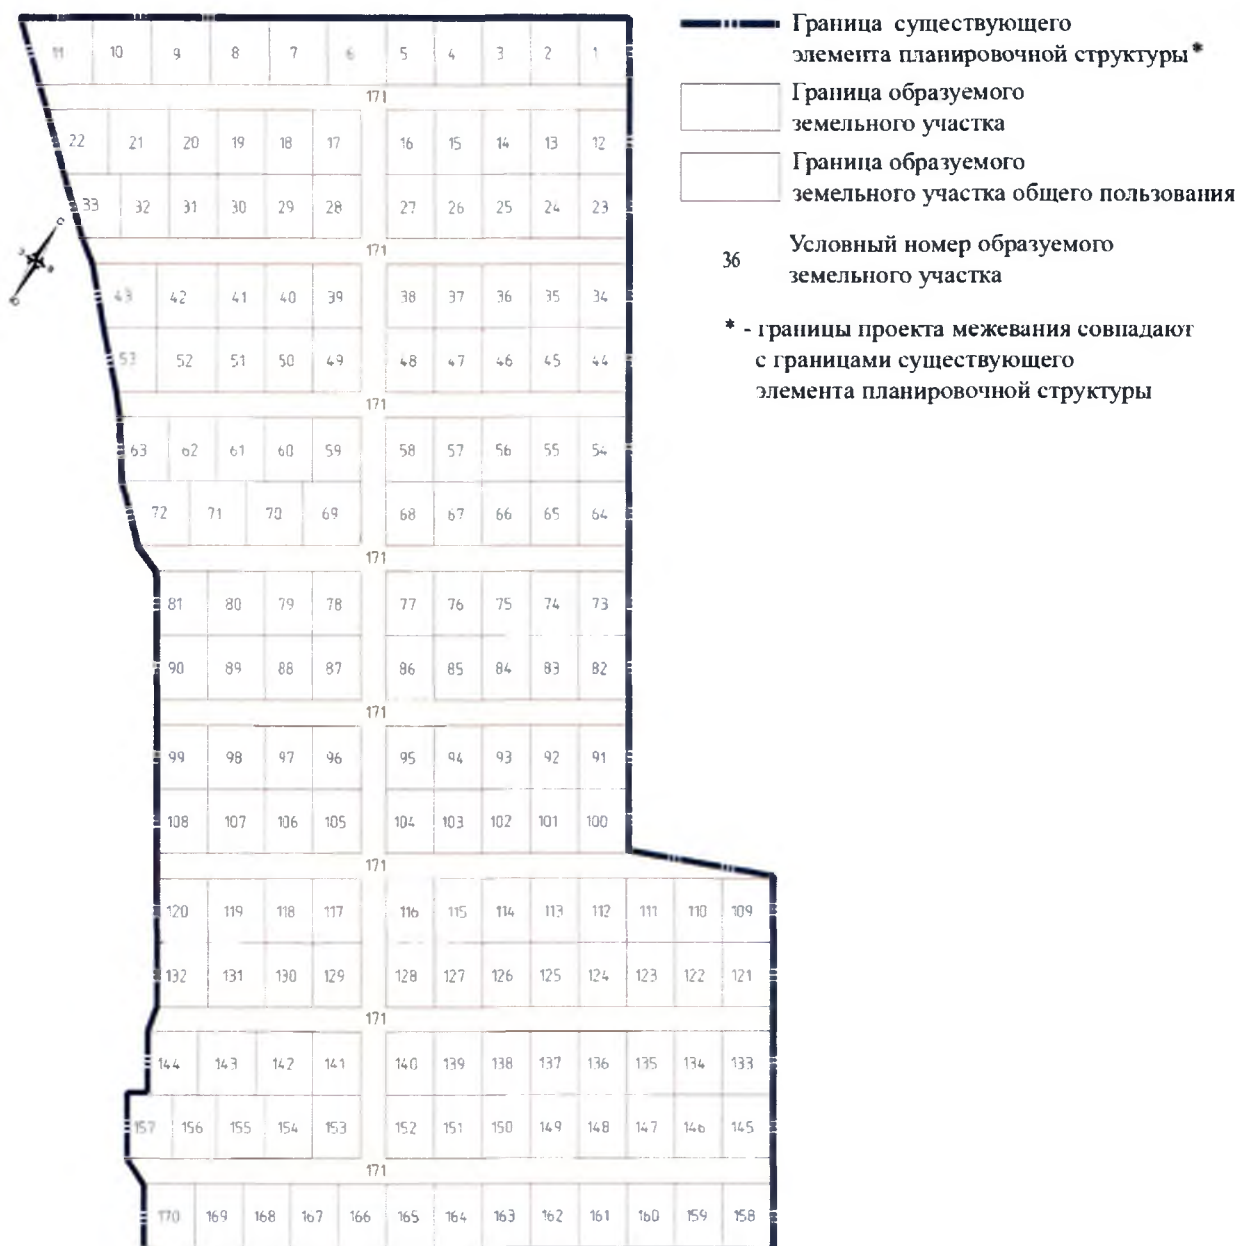 11 10 9 8 7 6 5 4 3 2 1
171
22 21 20 19 18 17 16 15 14 13 12
33 32 31 30 29 28 27 26 25 24 23
171
43 42 41 40 39 38 37 36 35 34
53 52 51 50 49 48 47 46 45 44
171
63 62 61 60 59 58 57 56 55 54
72 71 70 69 68 67 66 65 64
171
81 80 79 78 77 76 75 74 73
90 89 88 87 86 85 84 83 82
171
99 98 97 96 95 94 93 92 91
108 107 106 105 104 103 102 101 100
171
120 119 118 117 116 115 114 113 112 111 110 109
132 131 130 129 128 127 126 125 124 123 122 121
171
144 143 142 141 140 139 138 137 136 135 134 133
157 156 155 154 153 152 151 150 149 148 147 146 145
171
170 169 168 167 166 165 164 163 162 161 160 159 158
Граница существующего
элемента планировочной структуры*
Граница образуемого
земельного участка
Граница образуемого
земельного участка общего пользования
36 Условный номер образуемого
земельного участка
* - границы проекта межевания совпадают
с границами существующего
элемента планировочной структуры